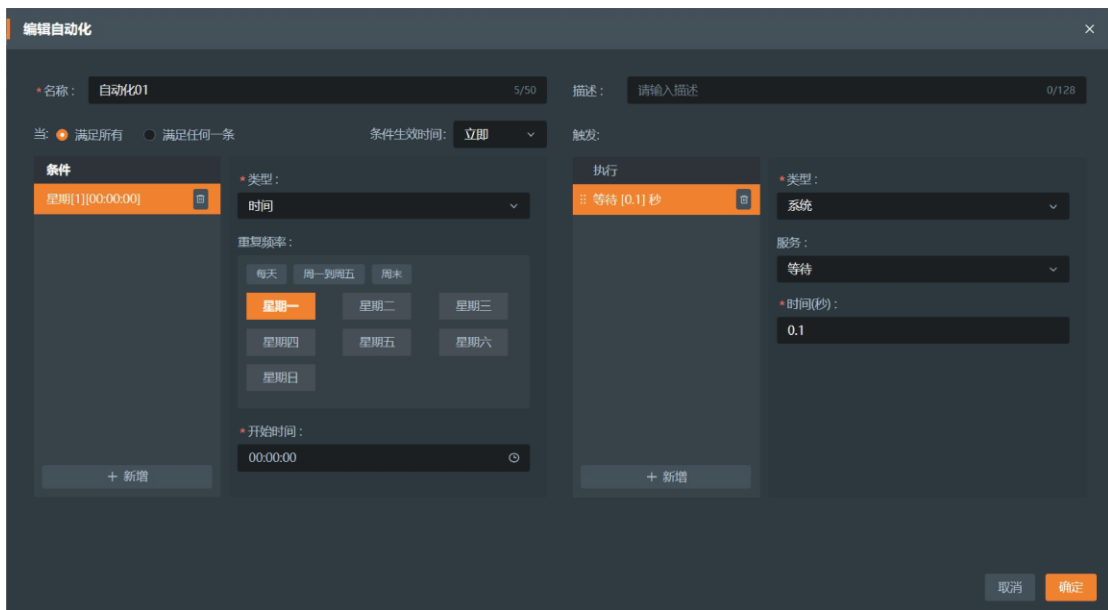 编辑自动化
*名称： 自动化01 5/50 描述： 请输入描述 0/128
当: 满足所有 满足任何一条 条件生效时间: 立即 触发:
条件
星期[1][00:00:00]
+ 新增
*类型：
时间
重复频率：
每天 周一到周五 周末
星期一 星期二 星期三
星期四 星期五 星期六
星期日
*开始时间：
00:00:00
执行
等待 [0.1] 秒
+ 新增
*类型：
系统
服务：
等待
*时间(秒)：
0.1
取消 确定